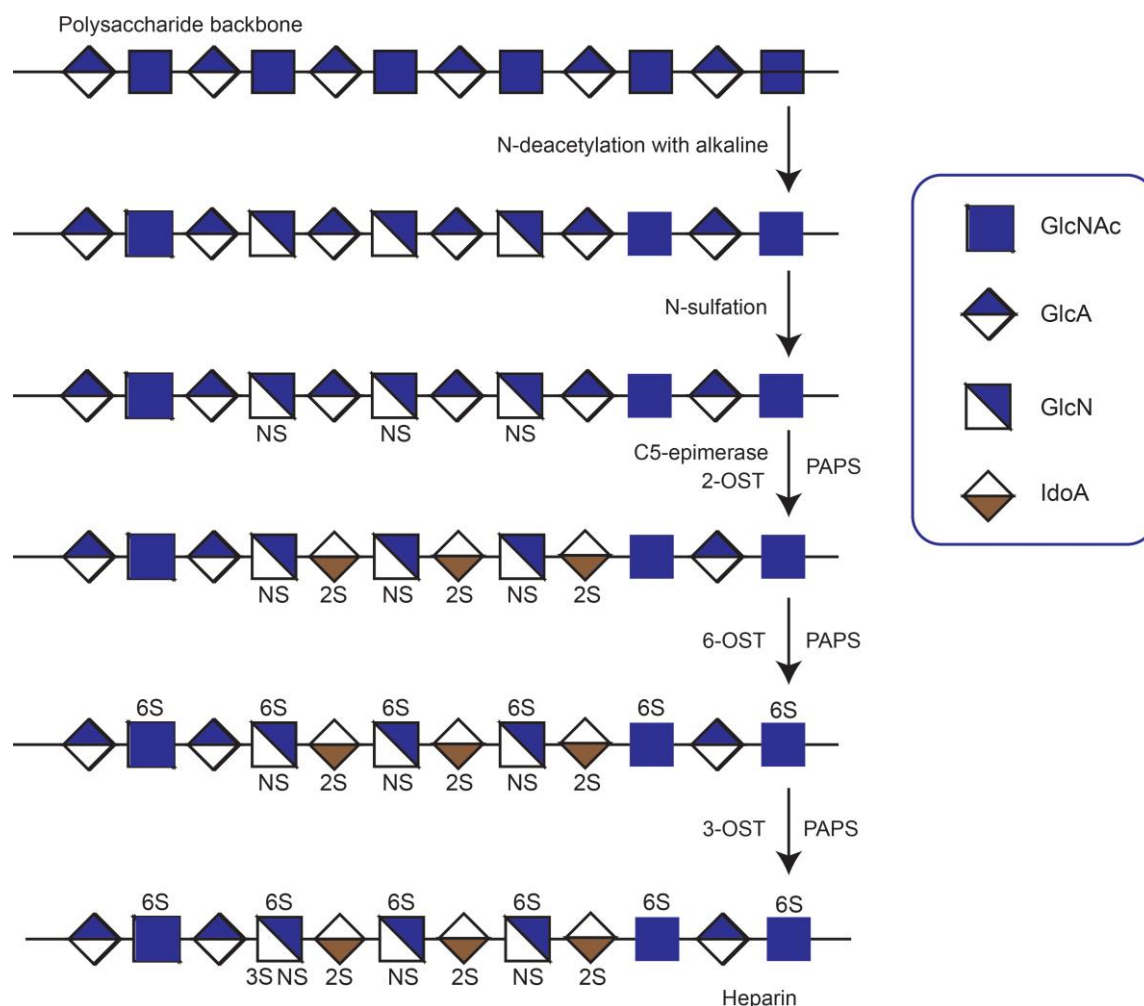 Polysaccharide backbone
N-deacetylation with alkaline
N-sulfation
NS NS NS
C5-epimerase PAPS
2-OST
NS 2S NS 2S NS 2S
6-OST PAPS
6S 6S 6S 6S 6S 6S
NS 2S NS 2S NS 2S
3-OST PAPS
6S 6S 6S 6S 6S 6S
3S NS 2S NS 2S NS 2S
Heparin
GlcNAc
GlcA
GlcN
IdoA